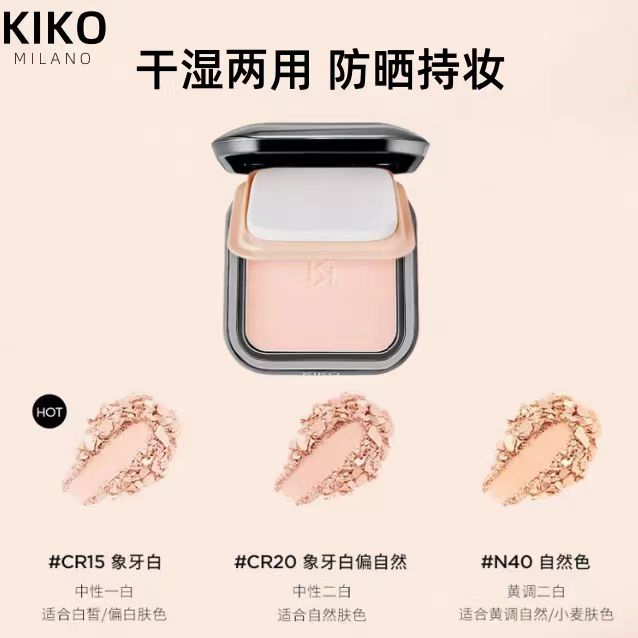 KIKO
MILANO
干湿两用 防晒持妆
KIKO
HOT
#CR15 象牙白
中性一白
适合白皙/偏白肤色
#CR20 象牙白偏自然
中性二白
适合自然肤色
#N40 自然色
黄调二白
适合黄调自然/小麦肤色